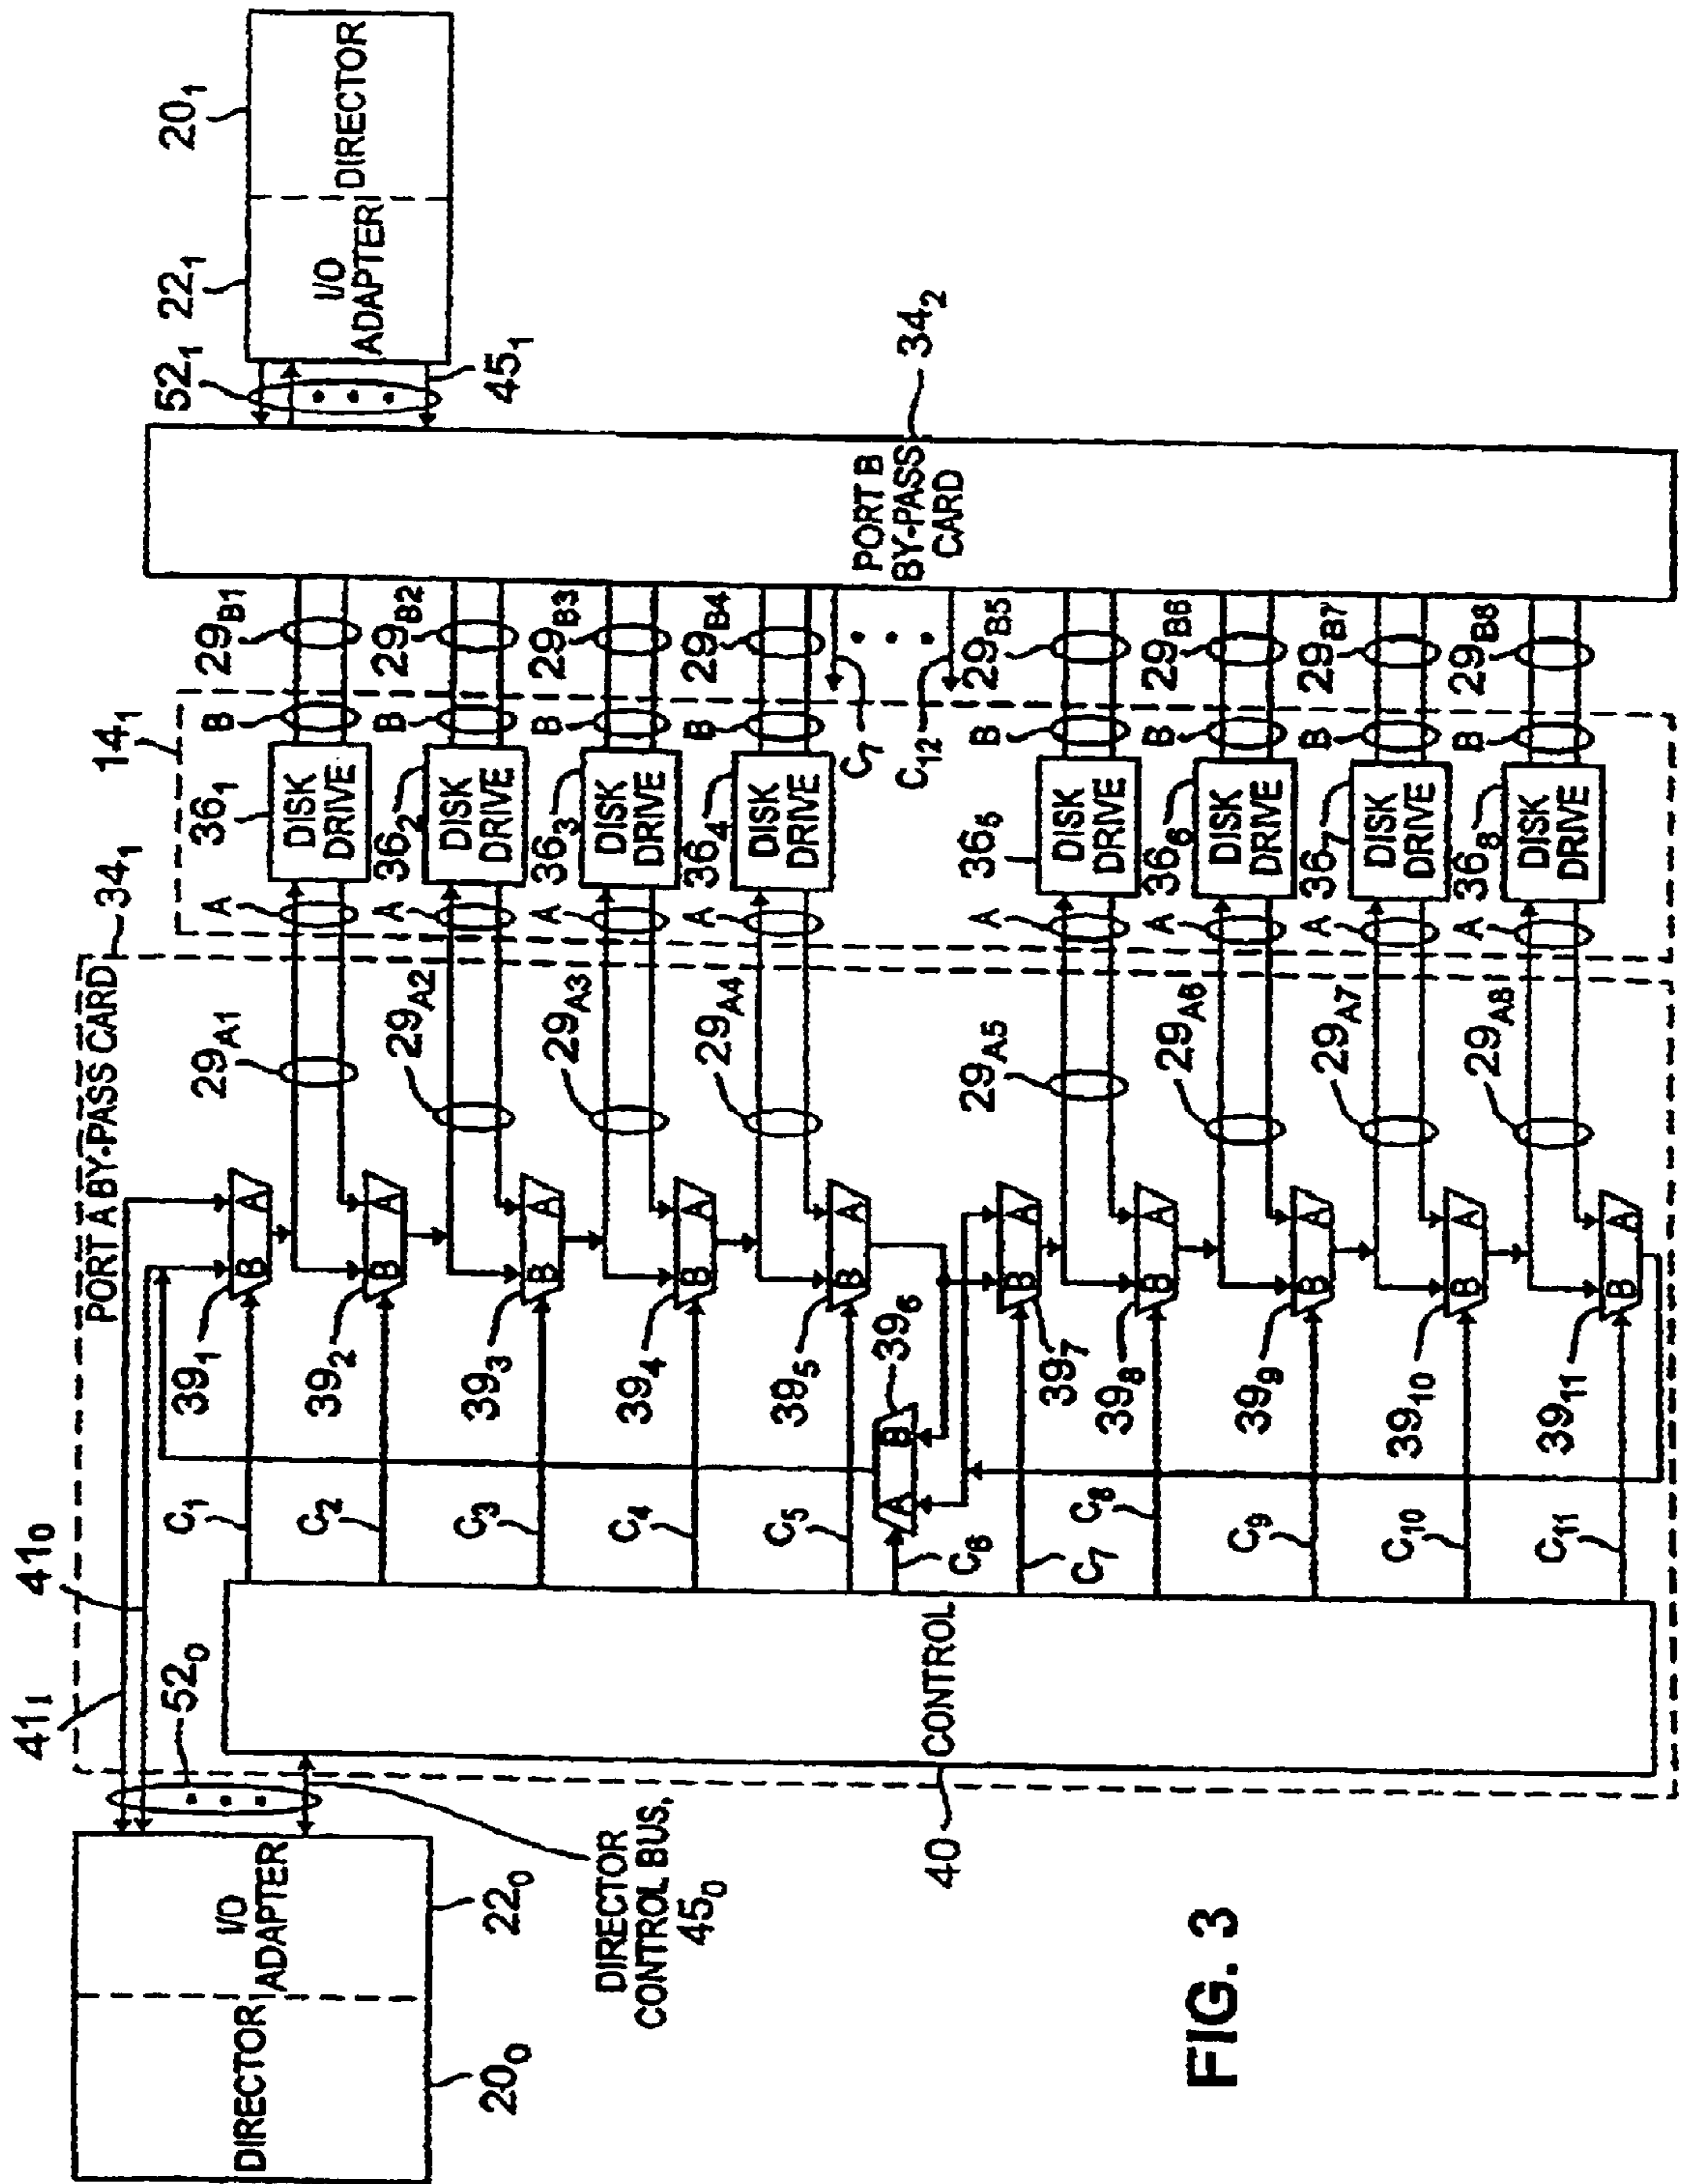 20₁
22₁
DIRECTOR
I/O
ADAPTER
52₁
45₁
34₂
PORT B
BY-PASS
CARD
29B1
29B2
29B3
29B4
29B5
29B6
29B7
29B8
C₇
C₁₂
14₁
B
B
B
B
B
B
B
B
36₁
36₂
36₃
36₄
36₅
36₆
36₇
36₈
DISK
DRIVE
DISK
DRIVE
DISK
DRIVE
DISK
DRIVE
DISK
DRIVE
DISK
DRIVE
DISK
DRIVE
DISK
DRIVE
A
A
A
A
A
A
A
A
34₁
PORT A BY-PASS CARD
29A1
29A2
29A3
29A4
29A5
29A6
29A7
29A8
B A
B A
B A
B A
B A
A B
B A
B A
B A
B A
B A
39₁
39₂
39₃
39₄
39₅
39₆
39₇
39₈
39₉
39₁₀
39₁₁
C₁
C₂
C₃
C₄
C₅
C₆
C₇
C₈
C₉
C₁₀
C₁₁
41₀
41₁
52₀
CONTROL
40
DIRECTOR
CONTROL BUS,
45₀
I/O
ADAPTER
22₀
DIRECTOR
20₀
FIG. 3